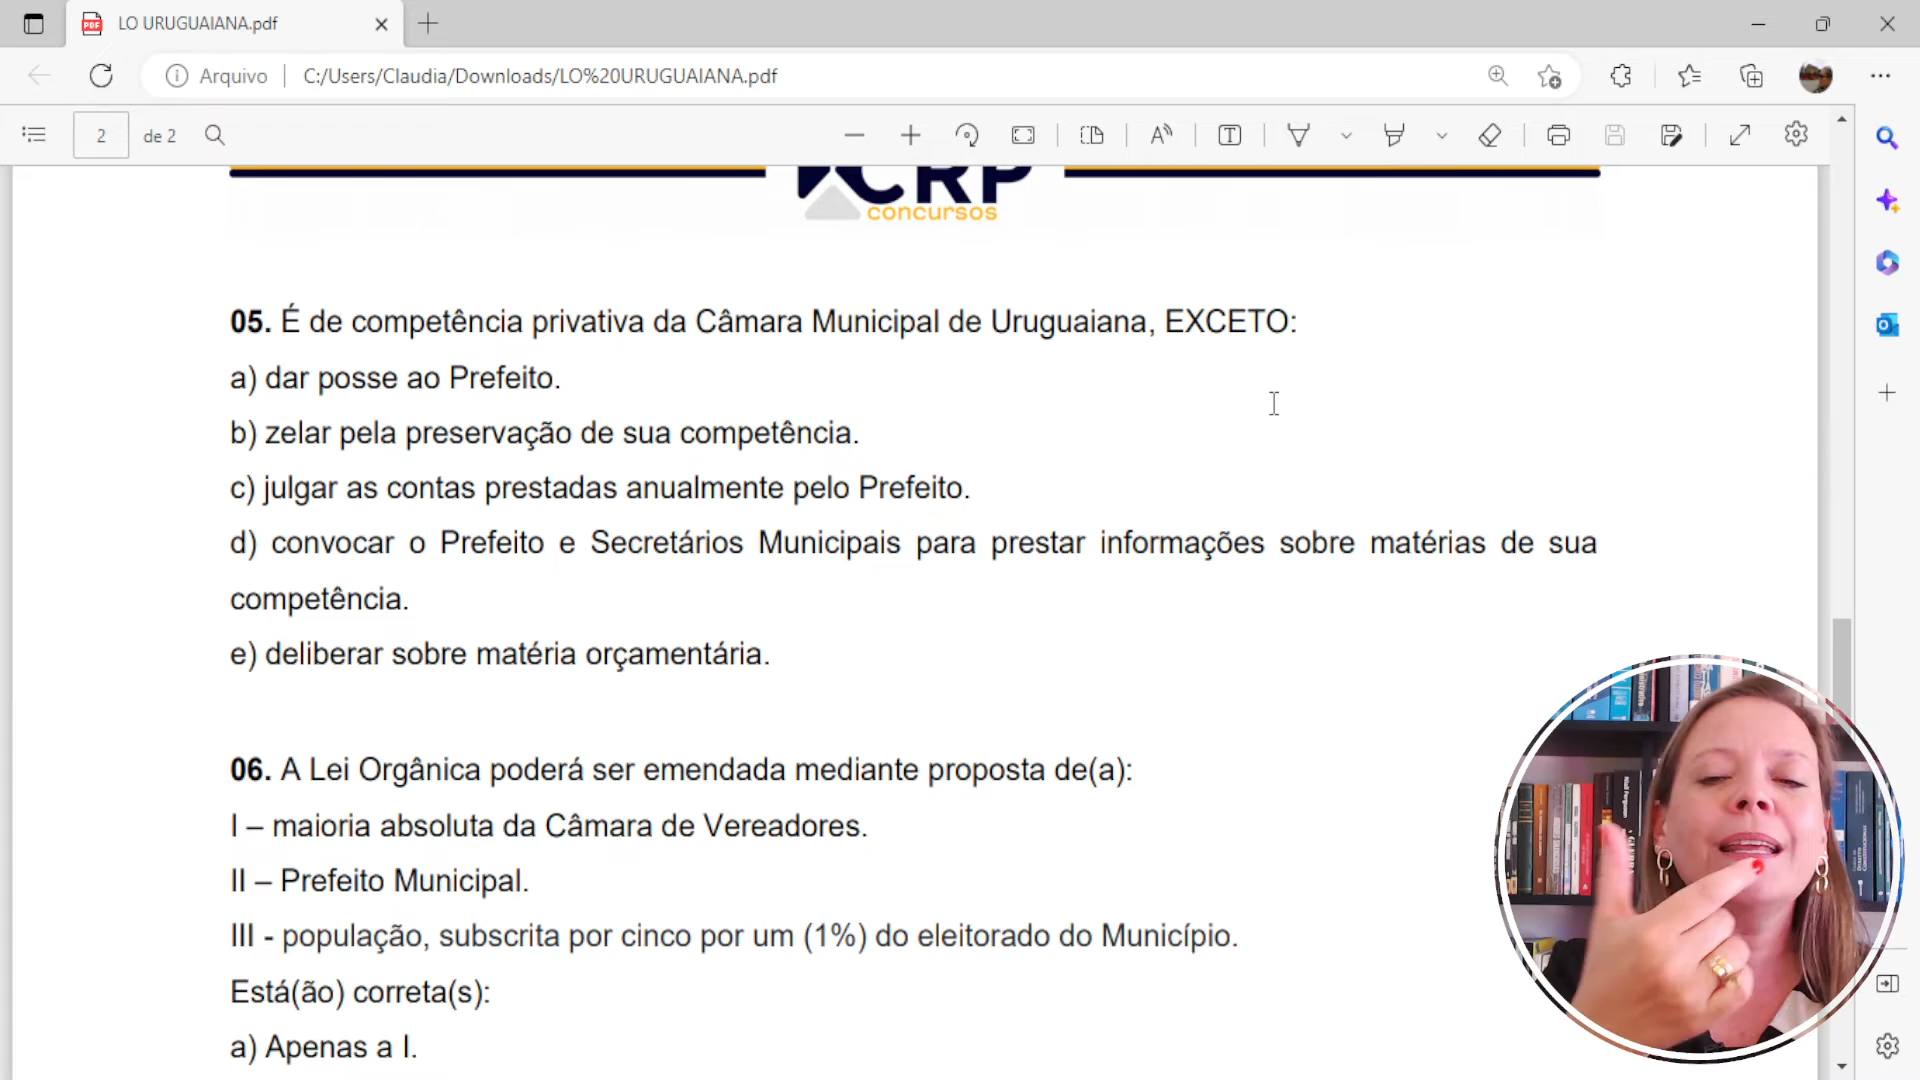 LO URUGUAIANA.pdf
Arquivo
C:/Users/Claudia/Downloads/LO%20URUGUAIANA.pdf
2 de 2
CRP
concursos
05. É de competência privativa da Câmara Municipal de Uruguaiana, EXCETO:
a) dar posse ao Prefeito.
b) zelar pela preservação de sua competência.
c) julgar as contas prestadas anualmente pelo Prefeito.
d) convocar o Prefeito e Secretários Municipais para prestar informações sobre matérias de sua
competência.
e) deliberar sobre matéria orçamentária.
06. A Lei Orgânica poderá ser emendada mediante proposta de(a):
I – maioria absoluta da Câmara de Vereadores.
II – Prefeito Municipal.
III - população, subscrita por cinco por um (1%) do eleitorado do Município.
Está(ão) correta(s):
a) Apenas a I.